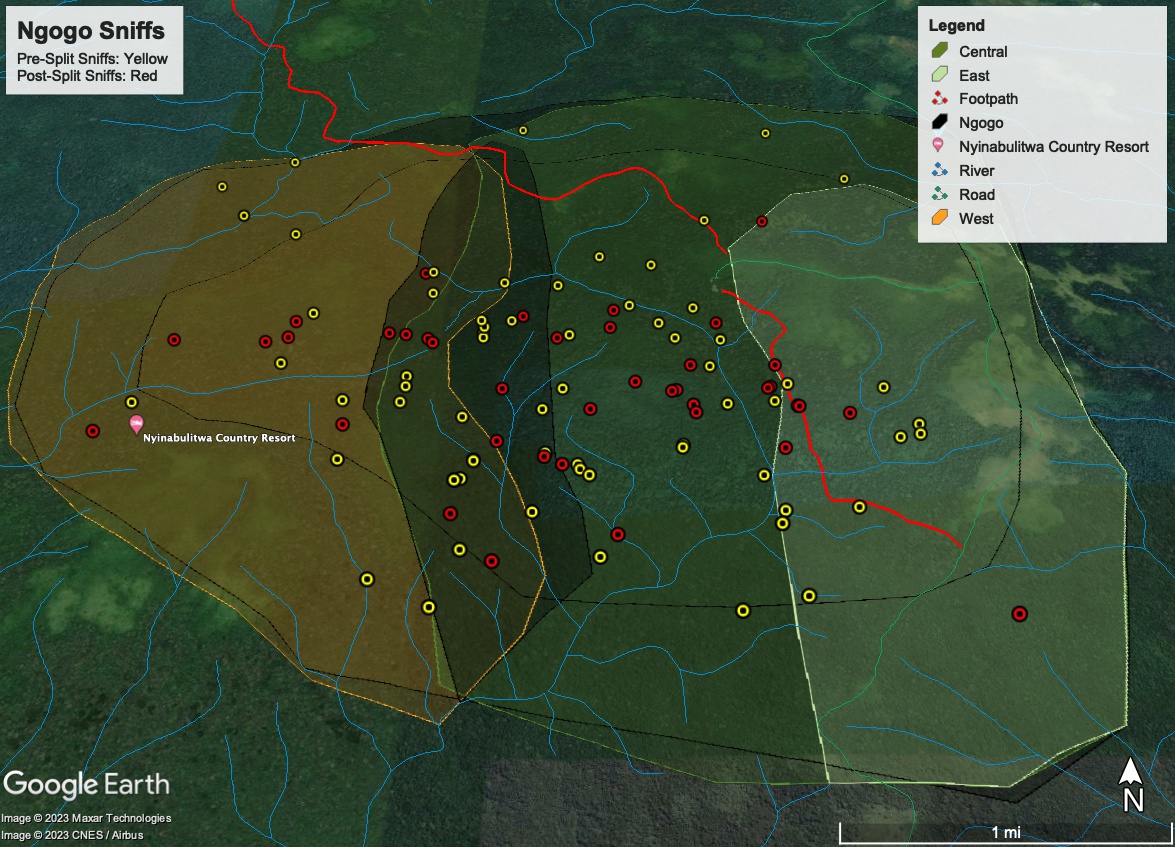 Ngogo Sniffs
Pre-Split Sniffs: Yellow
Post-Split Sniffs: Red
Legend
Central
East
Footpath
Ngogo
Nyinabulitwa Country Resort
River
Road
West
Nyinabulitwa Country Resort
Google Earth
Image © 2023 Maxar Technologies
Image © 2023 CNES / Airbus
N
1 mi